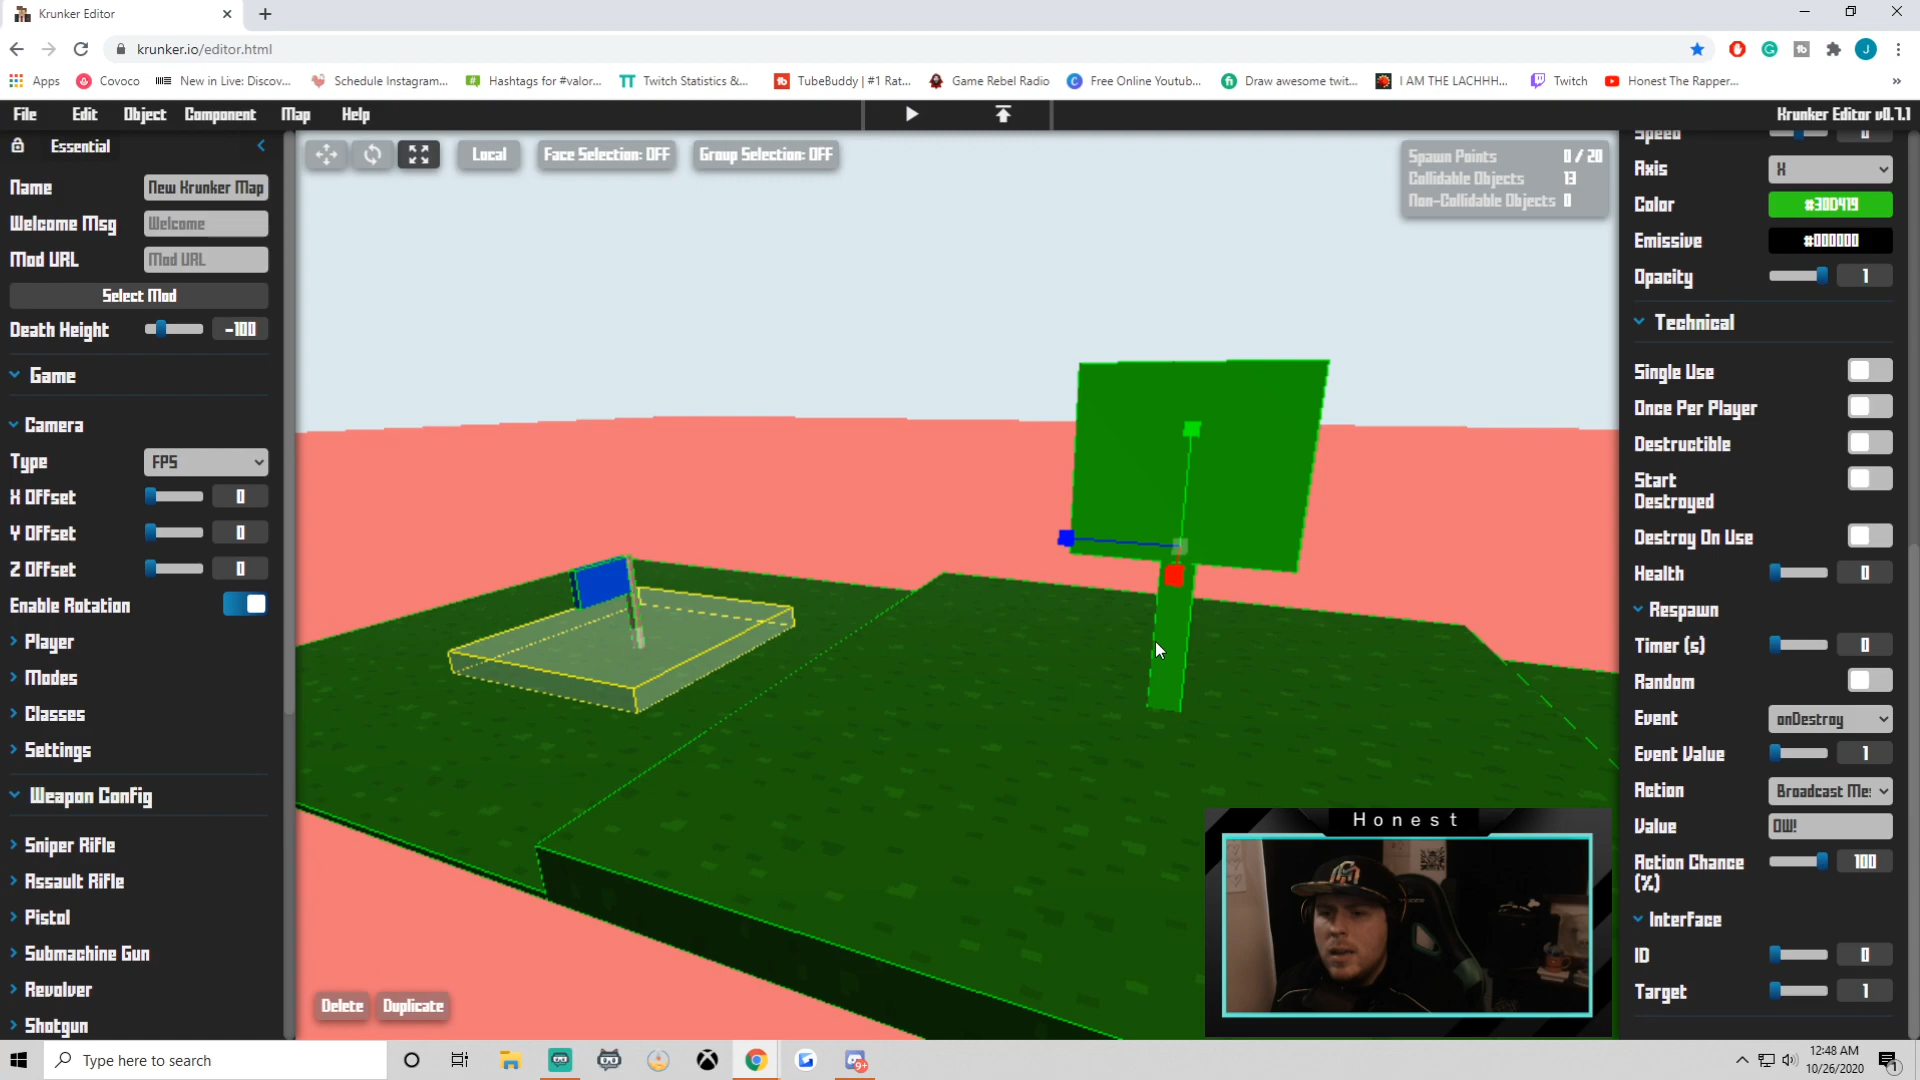 Krunker Editor
krunker.io/editor.html
Apps Covoco New in Live: Discov... Schedule Instagram... Hashtags for #valor... Twitch Statistics &... TubeBuddy | #1 Rat... Game Rebel Radio Free Online Youtub... Draw awesome twit... I AM THE LACHHH... Twitch Honest The Rapper...
File Edit Object Component Map Help Krunker Editor v0.7.1
Essential
Name New Krunker Map
Welcome Msg Welcome
Mod URL Mod URL
Select Mod
Death Height -100
Game
Camera
Type FPS
X Offset 0
Y Offset 0
Z Offset 0
Enable Rotation
Player
Modes
Classes
Settings
Weapon Config
Sniper Rifle
Assault Rifle
Pistol
Submachine Gun
Revolver
Shotgun
Local Face Selection: OFF Group Selection: OFF
Spawn Points 0 / 20
Collidable Objects 13
Non-Collidable Objects 0
Delete Duplicate
Honest
Speed 0
Axis X
Color #30D419
Emissive #000000
Opacity 1
Technical
Single Use
Once Per Player
Destructible
Start
Destroyed
Destroy On Use
Health 0
Respawn
Timer (s) 0
Random
Event onDestroy
Event Value 1
Action Broadcast Me
Value OW!
Action Chance 100
(%)
Interface
ID 0
Target 1
Type here to search
9+
12:48 AM
10/26/2020
1